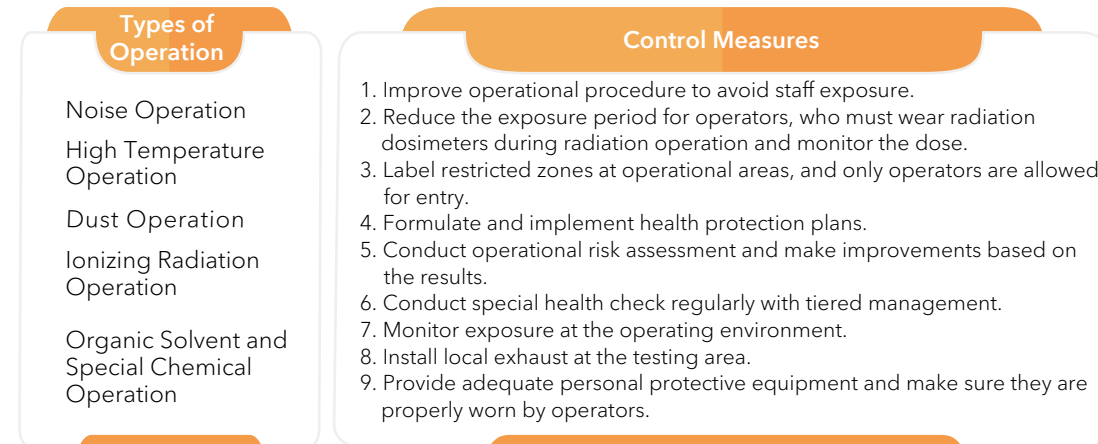 Types of
Operation
Noise Operation
High Temperature
Operation
Dust Operation
Ionizing Radiation
Operation
Organic Solvent and
Special Chemical
Operation
Control Measures
1. Improve operational procedure to avoid staff exposure.
2. Reduce the exposure period for operators, who must wear radiation
dosimeters during radiation operation and monitor the dose.
3. Label restricted zones at operational areas, and only operators are allowed
for entry.
4. Formulate and implement health protection plans.
5. Conduct operational risk assessment and make improvements based on
the results.
6. Conduct special health check regularly with tiered management.
7. Monitor exposure at the operating environment.
8. Install local exhaust at the testing area.
9. Provide adequate personal protective equipment and make sure they are
properly worn by operators.